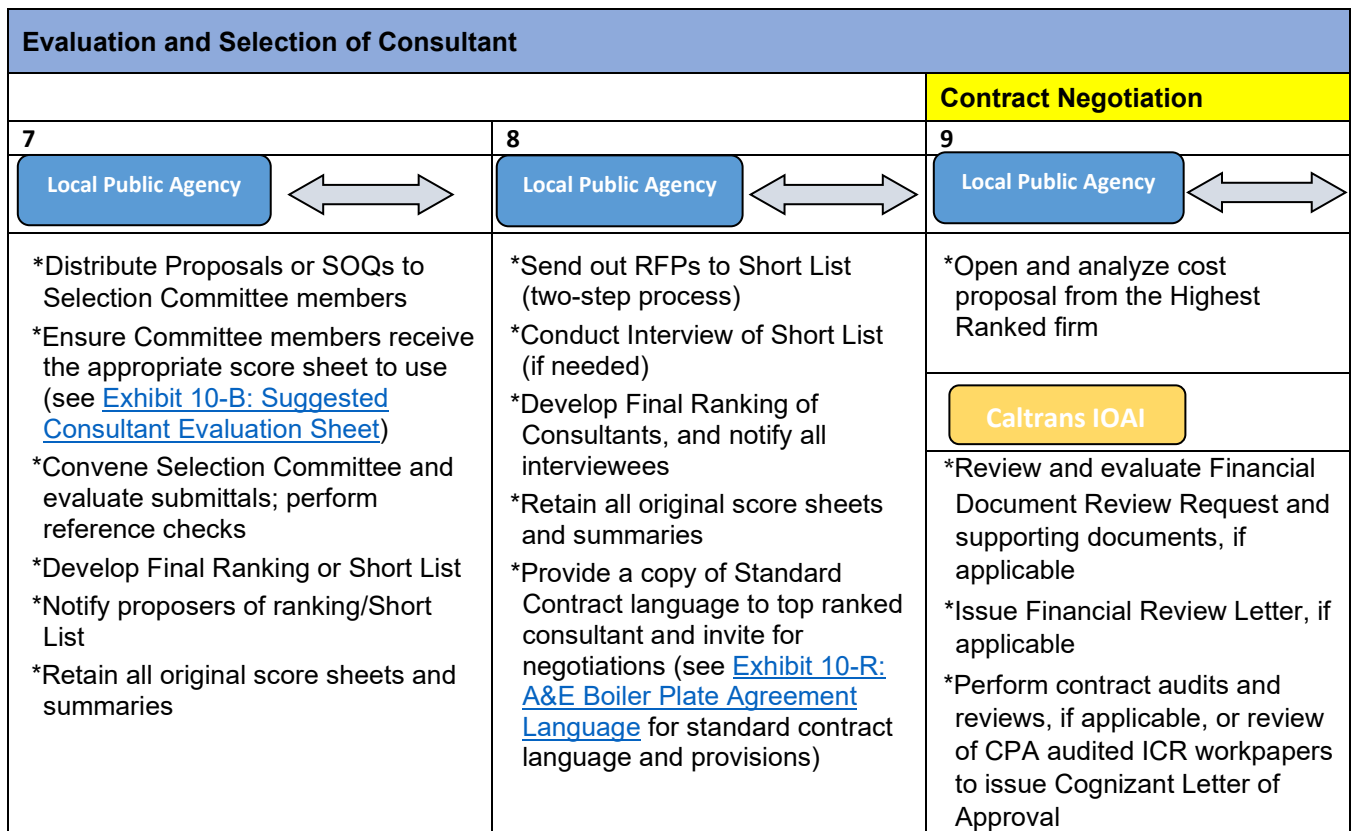 Evaluation and Selection of Consultant
Contract Negotiation
7
Local Public Agency
*Distribute Proposals or SOQs to
Selection Committee members
*Ensure Committee members receive
the appropriate score sheet to use
(see Exhibit 10-B: Suggested
Consultant Evaluation Sheet)
*Convene Selection Committee and
evaluate submittals; perform
reference checks
*Develop Final Ranking or Short List
*Notify proposers of ranking/Short
List
*Retain all original score sheets and
summaries
8
Local Public Agency
*Send out RFPs to Short List
(two-step process)
*Conduct Interview of Short List
(if needed)
*Develop Final Ranking of
Consultants, and notify all
interviewees
*Retain all original score sheets
and summaries
*Provide a copy of Standard
Contract language to top ranked
consultant and invite for
negotiations (see Exhibit 10-R:
A&E Boiler Plate Agreement
Language for standard contract
language and provisions)
9
Local Public Agency
*Open and analyze cost
proposal from the Highest
Ranked firm
Caltrans IOAI
*Review and evaluate Financial
Document Review Request and
supporting documents, if
applicable
*Issue Financial Review Letter, if
applicable
*Perform contract audits and
reviews, if applicable, or review
of CPA audited ICR workpapers
to issue Cognizant Letter of
Approval